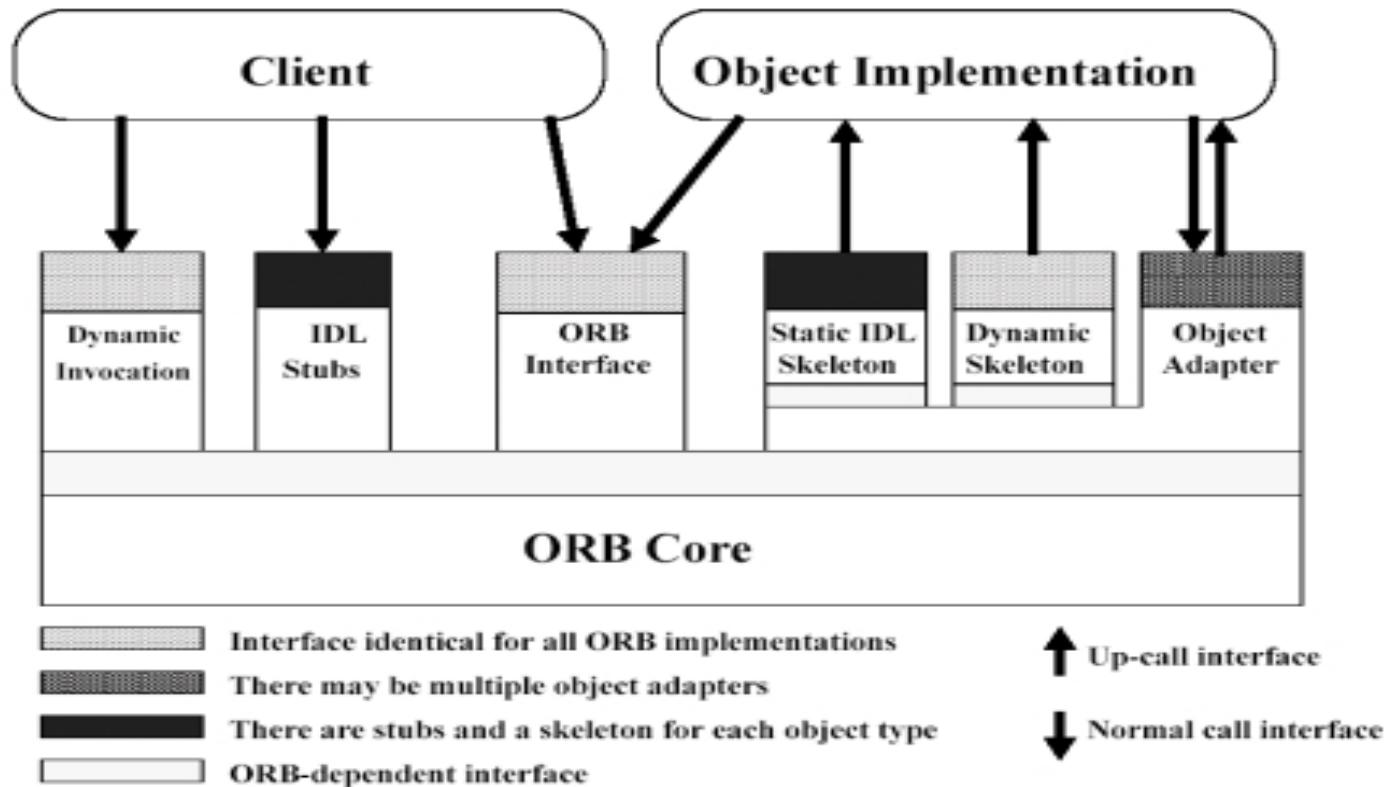 Client
Object Implementation
Dynamic
Invocation
IDL
Stubs
ORB
Interface
Static IDL
Skeleton
Dynamic
Skeleton
Object
Adapter
ORB Core
Interface identical for all ORB implementations
There may be multiple object adapters
There are stubs and a skeleton for each object type
ORB-dependent interface
Up-call interface
Normal call interface